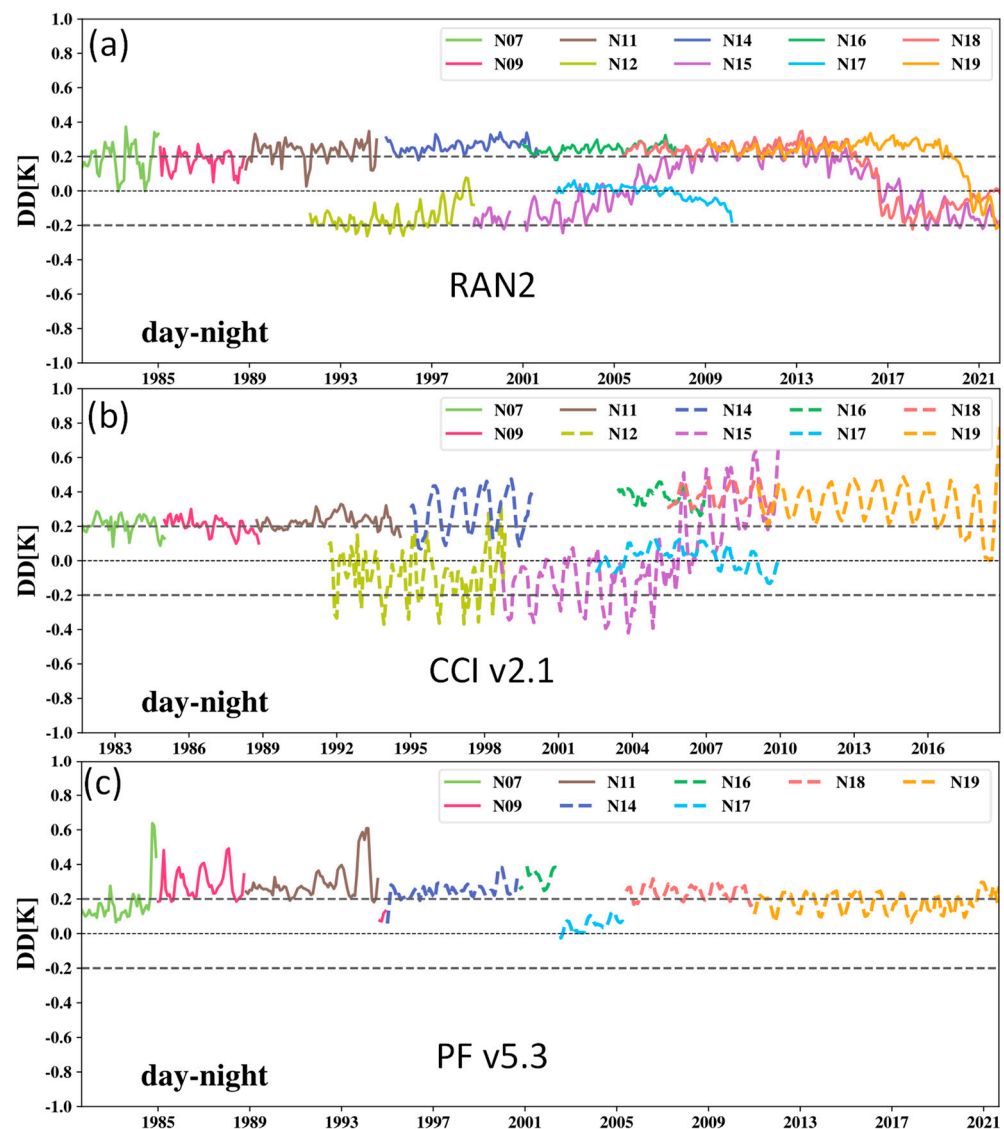 (a)
N07 N11 N14 N16 N18
N09 N12 N15 N17 N19
1.0
0.8
0.6
0.4
0.2
0.0
-0.2
-0.4
-0.6
-0.8
-1.0
DD[K]
RAN2
day-night
1985 1989 1993 1997 2001 2005 2009 2013 2017 2021
(b)
N07 N11 N14 N16 N18
N09 N12 N15 N17 N19
1.0
0.8
0.6
0.4
0.2
0.0
-0.2
-0.4
-0.6
-0.8
-1.0
DD[K]
CCI v2.1
day-night
1983 1986 1989 1992 1995 1998 2001 2004 2007 2010 2013 2016
(c)
N07 N11 N16 N18 N19
N09 N14 N17
1.0
0.8
0.6
0.4
0.2
0.0
-0.2
-0.4
-0.6
-0.8
-1.0
DD[K]
PF v5.3
day-night
1985 1989 1993 1997 2001 2005 2009 2013 2017 2021